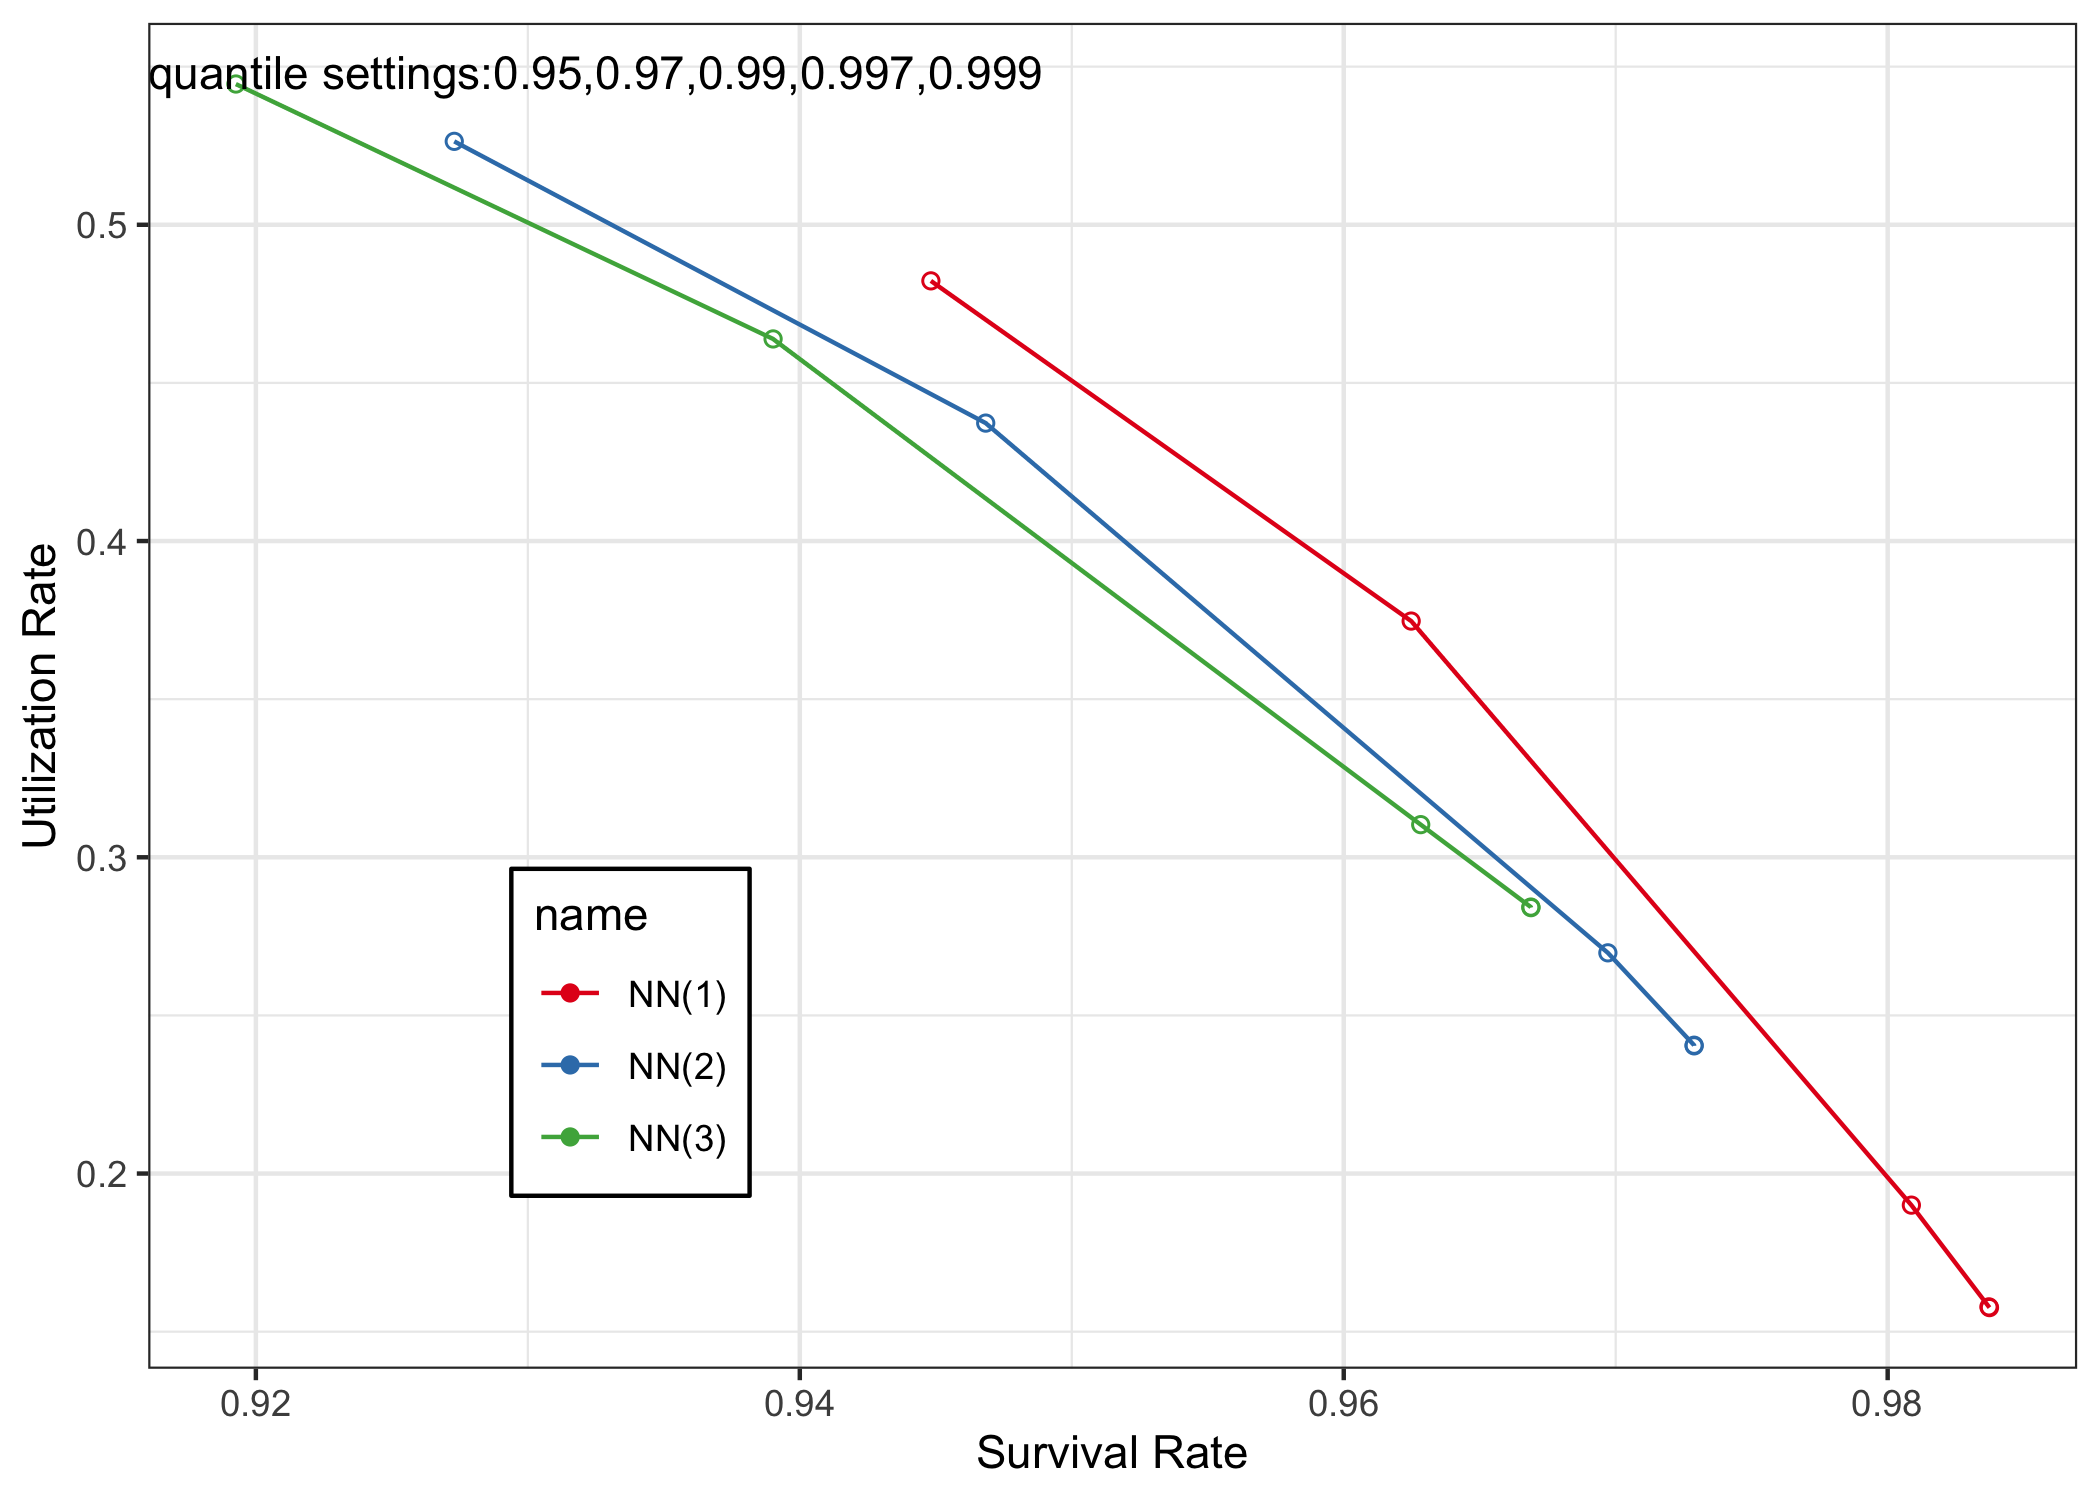 quantile settings:0.95,0.97,0.99,0.997,0.999
0.5
0.4
0.3
0.2
Utilization Rate
name
NN(1)
NN(2)
NN(3)
0.92 0.94 0.96 0.98
Survival Rate